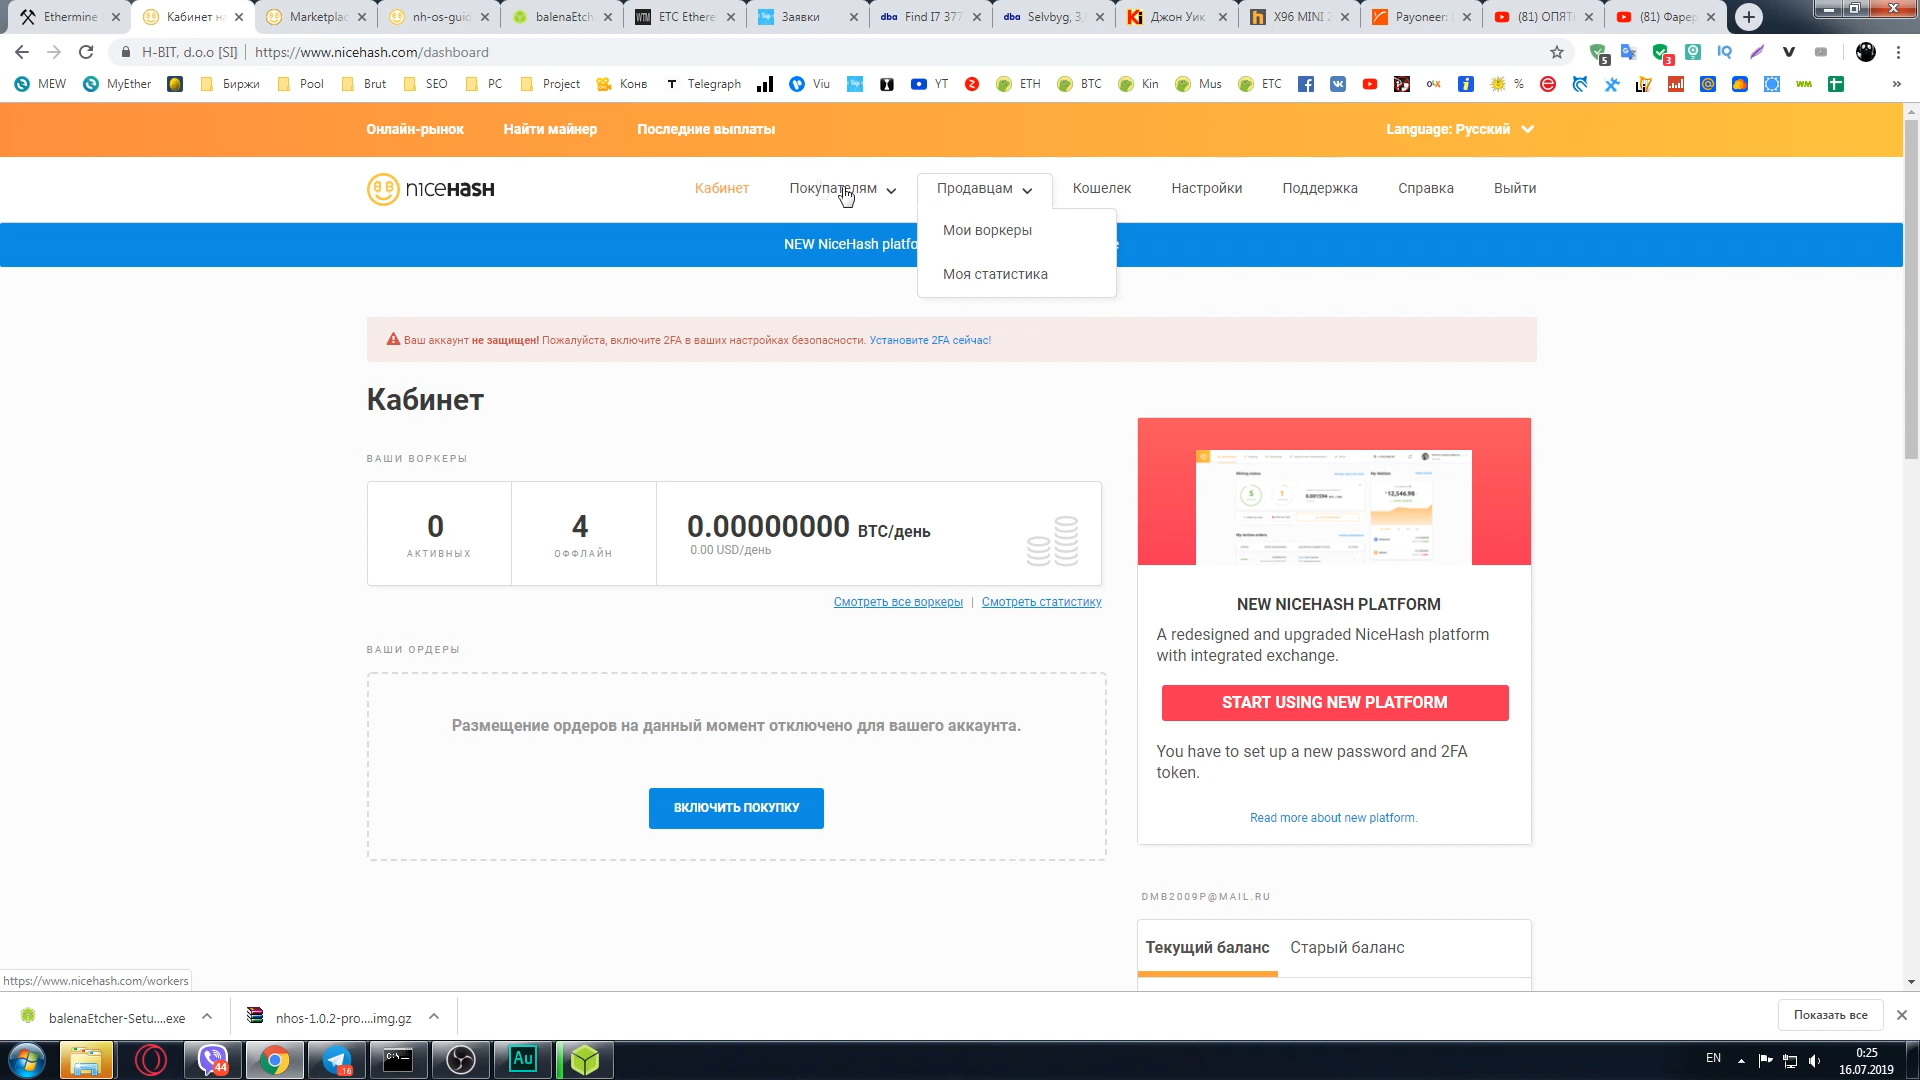 Ethermine
Кабинет на
Marketplac
nh-os-guid
balenaEtch
ETC Ethere
Заявки
Find I7 377
Selvbyg, 3,
Джон Уик
X96 MINI 2
Payoneer:
(81) ОПЯТЬ
(81) Фарер
H-BIT, d.o.o [SI] | https://www.nicehash.com/dashboard
MEW MyEther Биржи Pool Brut SEO PC Project Конв Telegraph Viu YT ETH BTC Kin Mus ETC % »
Онлайн-рынок Найти майнер Последние выплаты Language: Русский
niceHASH Кабинет Покупателям Продавцам Кошелек Настройки Поддержка Справка Выйти
Мои воркеры
NEW NiceHash platfo e
Моя статистика
Ваш аккаунт не защищен! Пожалуйста, включите 2FA в ваших настройках безопасности. Установите 2FA сейчас!
Кабинет
ВАШИ ВОРКЕРЫ
0
АКТИВНЫХ
4
ОФФЛАЙН
0.00000000 BTC/день
0.00 USD/день
Смотреть все воркеры | Смотреть статистику
ВАШИ ОРДЕРЫ
Размещение ордеров на данный момент отключено для вашего аккаунта.
ВКЛЮЧИТЬ ПОКУПКУ
NEW NICEHASH PLATFORM
A redesigned and upgraded NiceHash platform
with integrated exchange.
START USING NEW PLATFORM
You have to set up a new password and 2FA
token.
Read more about new platform.
DMB2009P@MAIL.RU
Текущий баланс Старый баланс
https://www.nicehash.com/workers
balenaEtcher-Setu....exe
nhos-1.0.2-pro....img.gz
Показать все
44
16
Au
EN
0:25
16.07.2019